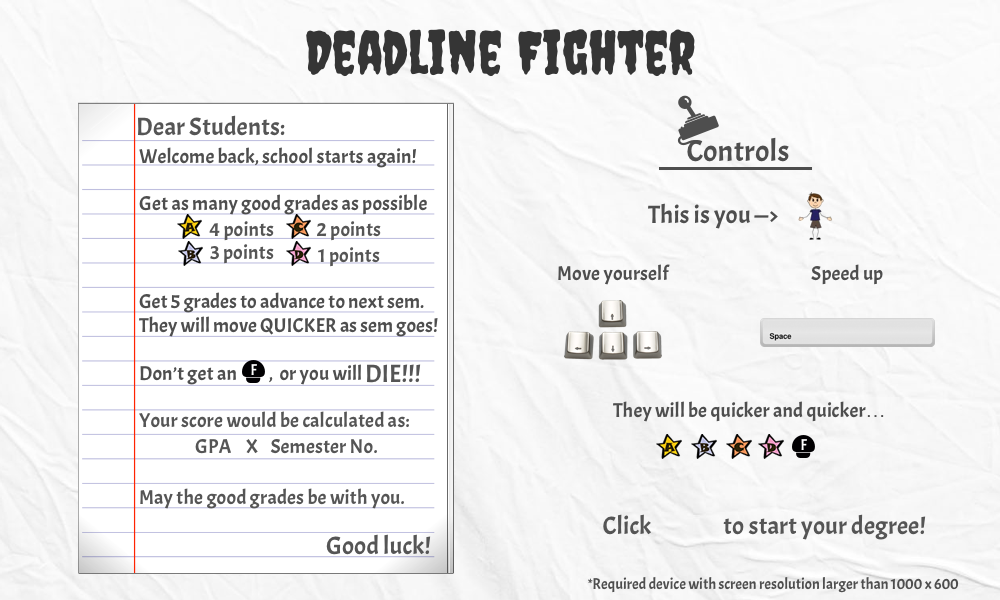 DEADLINE FIGHTER
Dear Students:
Welcome back, school starts again!
Get as many good grades as possible
A 4 points C 2 points
B 3 points D 1 points
Get 5 grades to advance to next sem.
They will move QUICKER as sem goes!
Don't get an F , or you will DIE!!!
Your score would be calculated as:
GPA X Semester No.
May the good grades be with you.
Good luck!
Controls
This is you —>
Move yourself
Speed up
↑
← ↓ →
Space
They will be quicker and quicker...
A B C D F
Click to start your degree!
*Required device with screen resolution larger than 1000 x 600